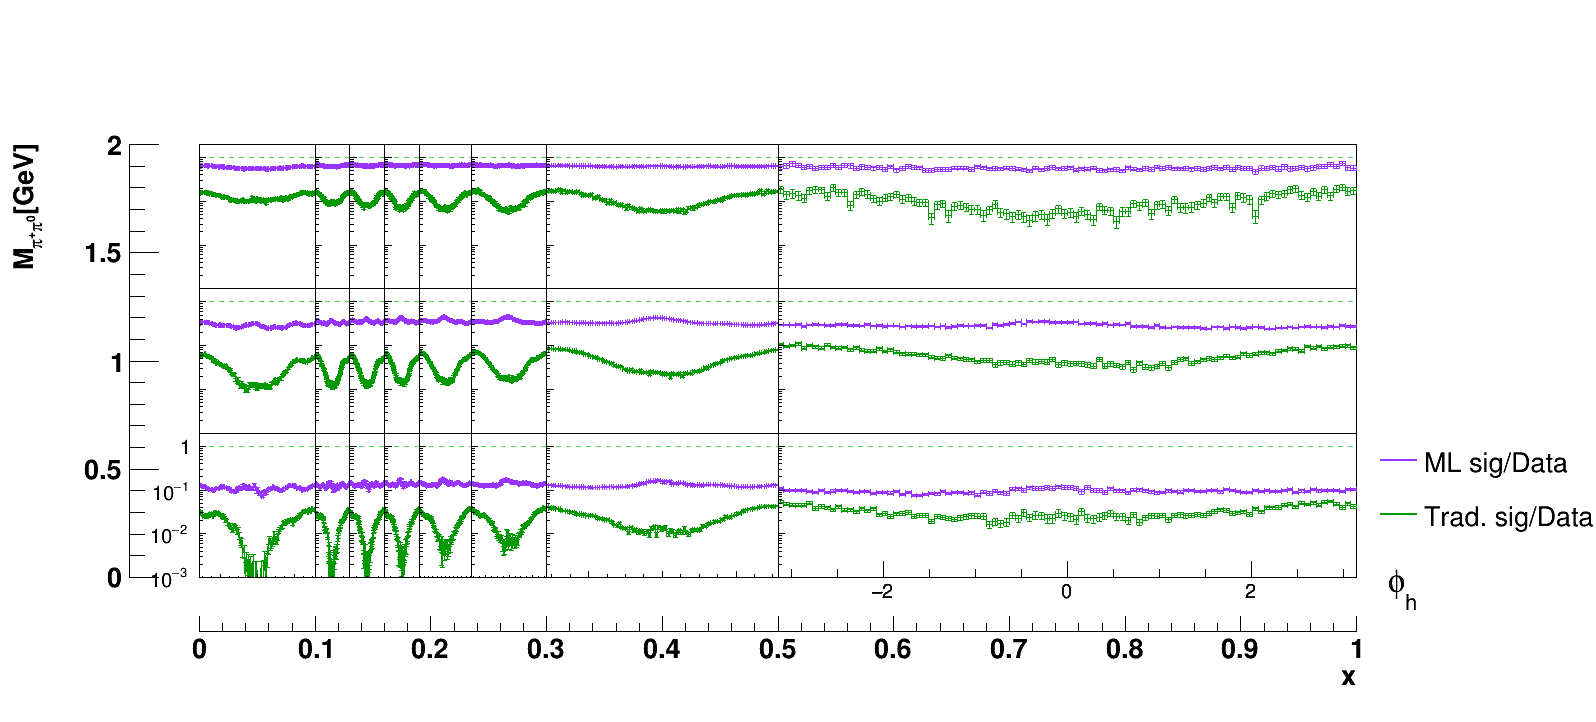 M_{π⁺π⁰}[GeV]
2
1.5
1
0.5
0
1
10⁻¹
10⁻²
10⁻³
−2 0 2
ϕ_h
0 0.1 0.2 0.3 0.4 0.5 0.6 0.7 0.8 0.9 1
x
ML sig/Data
Trad. sig/Data